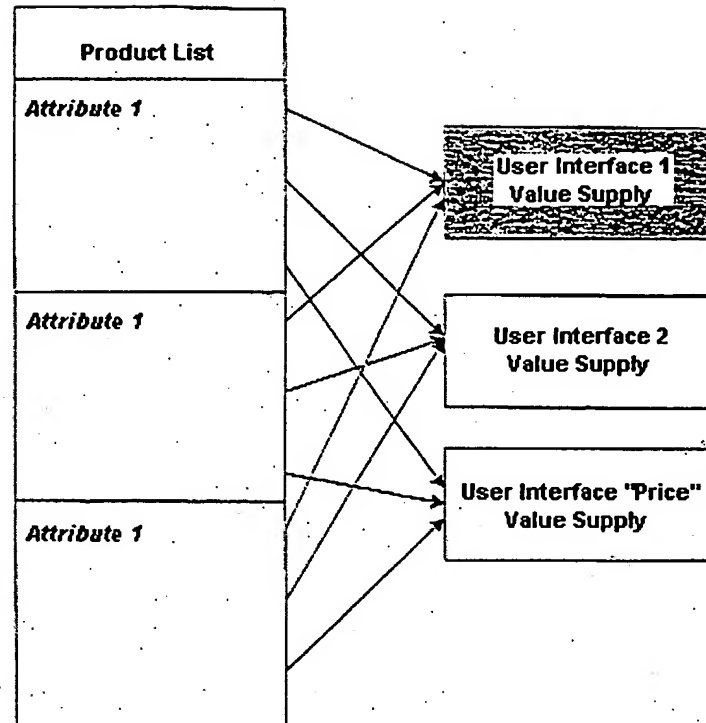 Product List
Attribute 1
User Interface 1
Value Supply
Attribute 1
User Interface 2
Value Supply
User Interface "Price"
Value Supply
Attribute 1